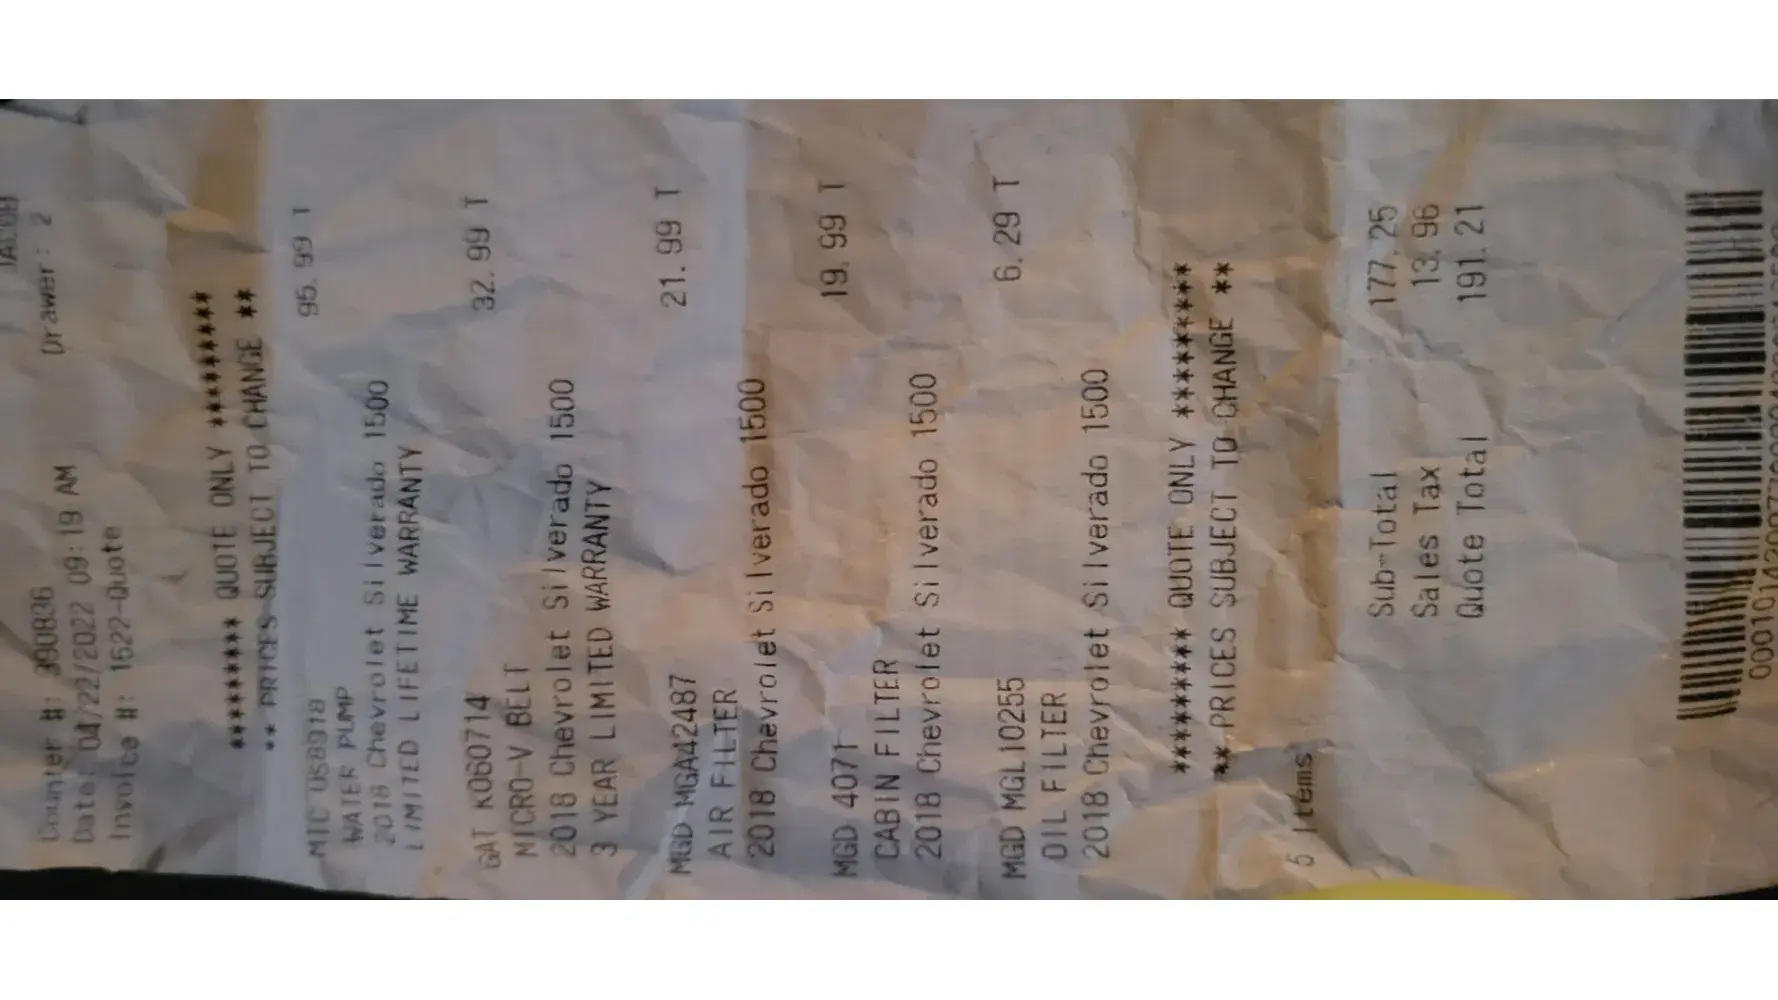 Counter #: 390836 Drawer: 2
Date: 04/22/2022 09:19 AM
Invoice #: 1522-Quote
******** QUOTE ONLY *********
** PRICES SUBJECT TO CHANGE **
MTC US8918 95.99 T
WATER PUMP
2018 Chevrolet Silverado 1500
LIMITED LIFETIME WARRANTY
GAT K060714 32.99 T
MICRO-V BELT
2018 Chevrolet Silverado 1500
3 YEAR LIMITED WARRANTY
MGD MGA42487 21.99 T
AIR FILTER
2018 Chevrolet Silverado 1500
MGD 4071 19.99 T
CABIN FILTER
2018 Chevrolet Silverado 1500
MGD MGL10255 6.29 T
OIL FILTER
2018 Chevrolet Silverado 1500
********* QUOTE ONLY *********
** PRICES SUBJECT TO CHANGE **
5 Items
Sub-Total 177.25
Sales Tax 13.96
Quote Total 191.21